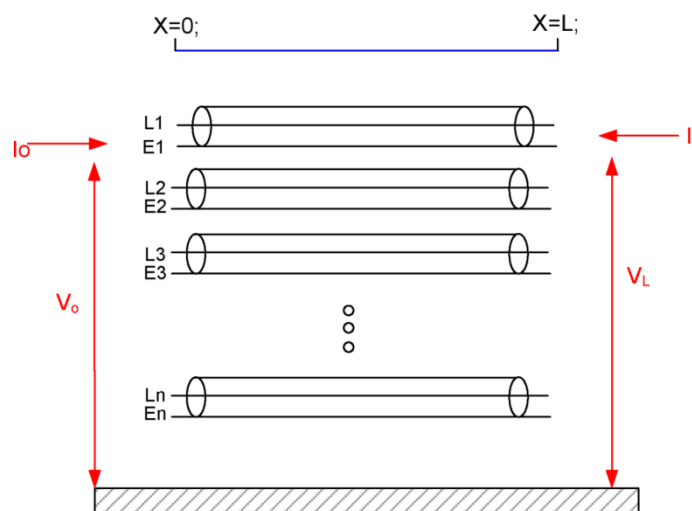 X=0; X=L;
L1
E1
Io I
L2
E2
L3
E3
Vo VL
Ln
En